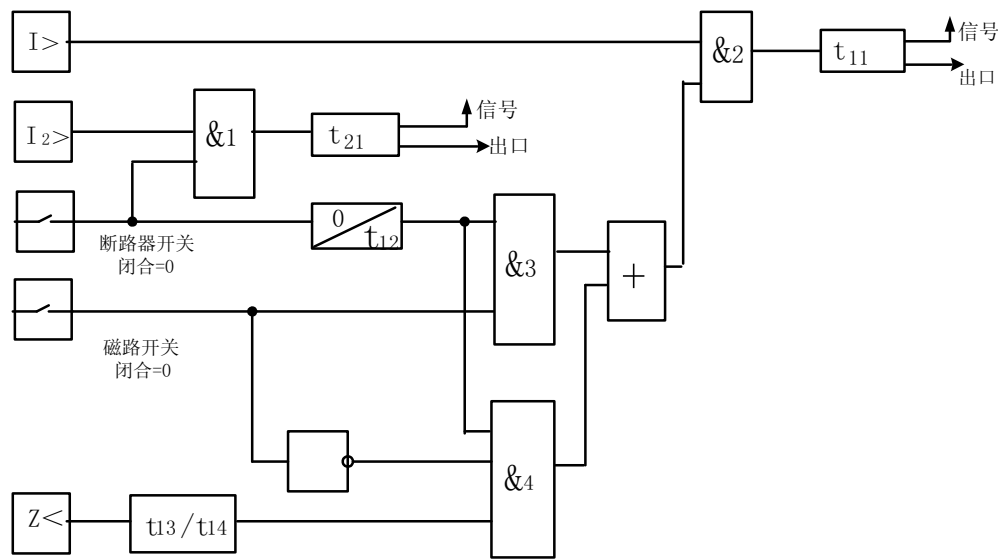 I>
&2
t11
信号
出口
I2>
&1
t21
信号
出口
断路器开关
闭合=0
0
t12
&3
+
磁路开关
闭合=0
&4
Z<
t13/t14